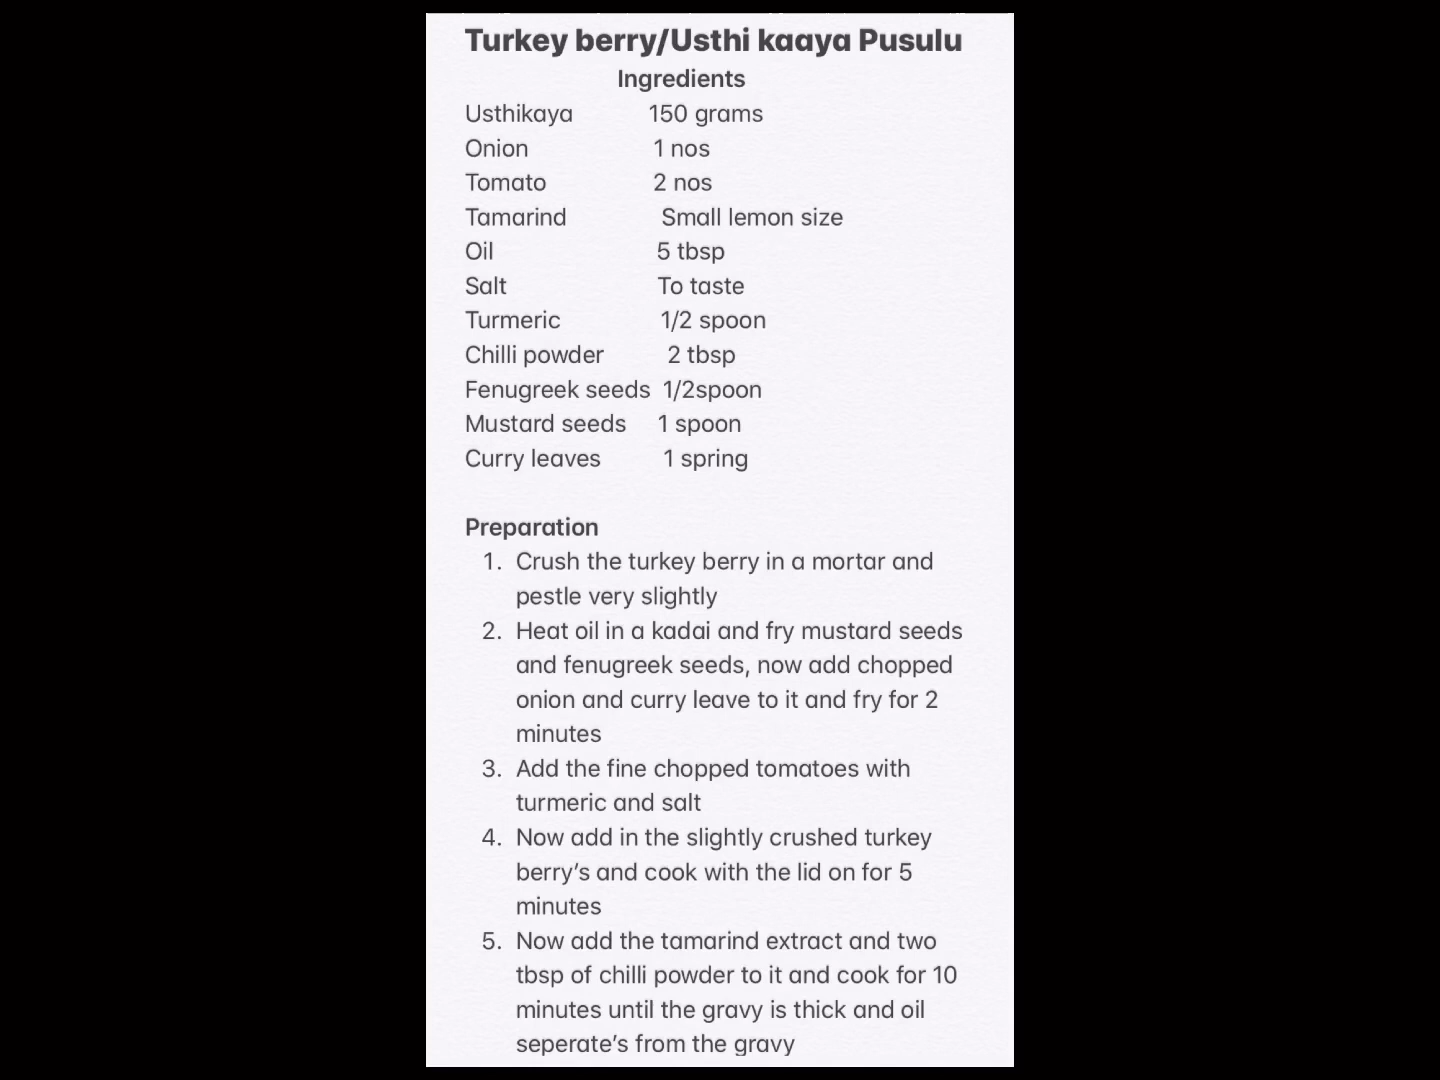 Turkey berry/Usthi kaaya Pusulu
Ingredients
Usthikaya 150 grams
Onion 1 nos
Tomato 2 nos
Tamarind Small lemon size
Oil 5 tbsp
Salt To taste
Turmeric 1/2 spoon
Chilli powder 2 tbsp
Fenugreek seeds 1/2spoon
Mustard seeds 1 spoon
Curry leaves 1 spring
Preparation
1. Crush the turkey berry in a mortar and
pestle very slightly
2. Heat oil in a kadai and fry mustard seeds
and fenugreek seeds, now add chopped
onion and curry leave to it and fry for 2
minutes
3. Add the fine chopped tomatoes with
turmeric and salt
4. Now add in the slightly crushed turkey
berry’s and cook with the lid on for 5
minutes
5. Now add the tamarind extract and two
tbsp of chilli powder to it and cook for 10
minutes until the gravy is thick and oil
seperate’s from the gravy